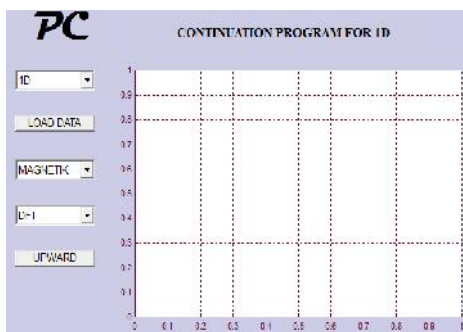 PC
CONTINUATION PROGRAM FOR 1D
1D
LOAD DATA
MAGNETIK
DFT
UPWARD
1
0.9
0.8
0.7
0.6
0.5
0.4
0.3
0.2
0.1
0
0 0.1 0.2 0.3 0.4 0.5 0.6 0.7 0.8 0.9